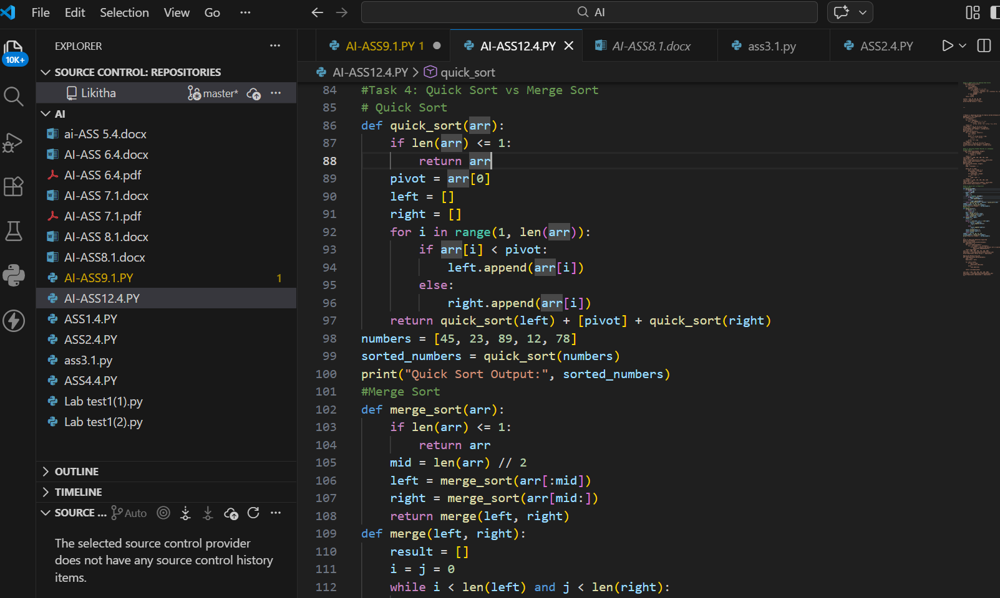 File Edit Selection View Go ···
AI
EXPLORER ···
10K+
SOURCE CONTROL: REPOSITORIES
Likitha master* ···
AI
ai-ASS 5.4.docx
AI-ASS 6.4.docx
AI-ASS 6.4.pdf
AI-ASS 7.1.docx
AI-ASS 7.1.pdf
AI-ASS 8.1.docx
AI-ASS8.1.docx
AI-ASS9.1.PY 1
AI-ASS12.4.PY
ASS1.4.PY
ASS2.4.PY
ass3.1.py
ASS4.4.PY
Lab test1(1).py
Lab test1(2).py
OUTLINE
TIMELINE
SOURCE ... Auto ···
The selected source control provider
does not have any source control history
items.
AI-ASS9.1.PY 1 AI-ASS12.4.PY AI-ASS8.1.docx ass3.1.py ASS2.4.PY
AI-ASS12.4.PY > quick_sort
84 #Task 4: Quick Sort vs Merge Sort
85 # Quick Sort
86 def quick_sort(arr):
87     if len(arr) <= 1:
88         return arr
89     pivot = arr[0]
90     left = []
91     right = []
92     for i in range(1, len(arr)):
93         if arr[i] < pivot:
94             left.append(arr[i])
95         else:
96             right.append(arr[i])
97     return quick_sort(left) + [pivot] + quick_sort(right)
98 numbers = [45, 23, 89, 12, 78]
99 sorted_numbers = quick_sort(numbers)
100 print("Quick Sort Output:", sorted_numbers)
101 #Merge Sort
102 def merge_sort(arr):
103     if len(arr) <= 1:
104         return arr
105     mid = len(arr) // 2
106     left = merge_sort(arr[:mid])
107     right = merge_sort(arr[mid:])
108     return merge(left, right)
109 def merge(left, right):
110     result = []
111     i = j = 0
112     while i < len(left) and j < len(right):